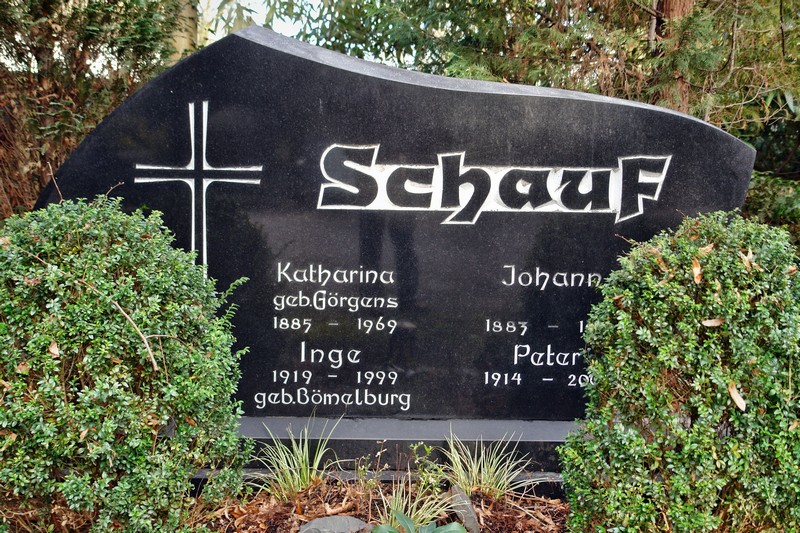 Schauf
Katharina
geb.Görgens
1885 – 1969
Inge
1919 – 1999
geb.Bömelburg
Johann
1883 –
Peter
1914 –